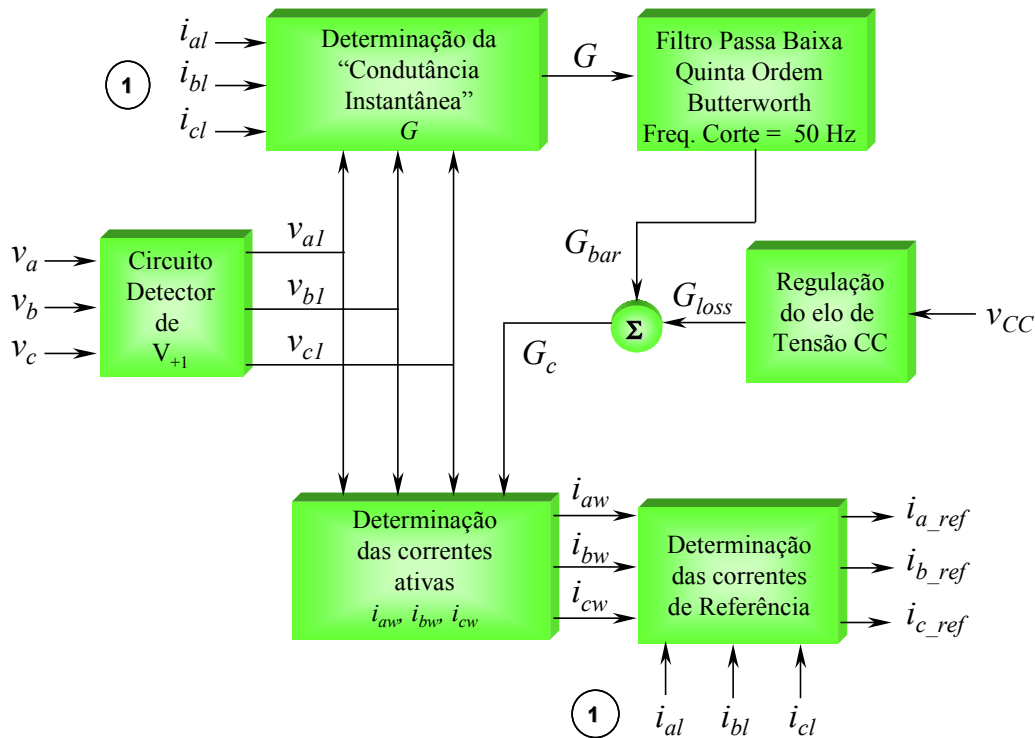 i_al
i_bl
i_cl
1
Determinação da
“Condutância
Instantânea”
G
G
Filtro Passa Baixa
Quinta Ordem
Butterworth
Freq. Corte = 50 Hz
v_a
v_b
v_c
Circuito
Detector
de
V_+1
v_a1
v_b1
v_c1
G_bar
Σ
G_loss
G_c
Regulação
do elo de
Tensão CC
v_CC
Determinação
das correntes
ativas
i_aw, i_bw, i_cw
i_aw
i_bw
i_cw
Determinação
das correntes
de Referência
i_a_ref
i_b_ref
i_c_ref
1
i_al
i_bl
i_cl